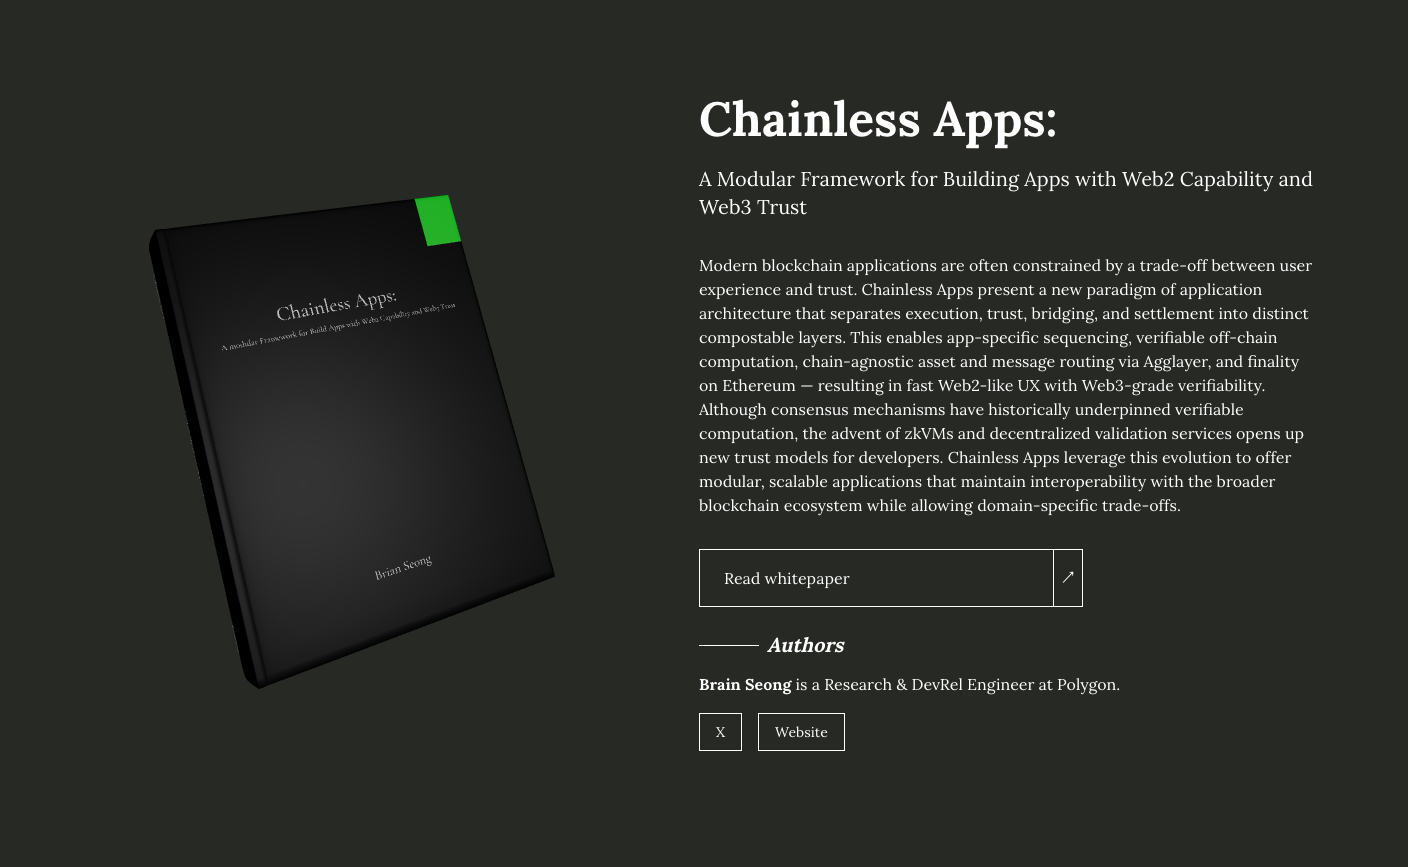 Chainless Apps:
A modular Framework for Build Apps with Web2 Capability and Web3 Trust
Brian Seong
Chainless Apps:
A Modular Framework for Building Apps with Web2 Capability and
Web3 Trust
Modern blockchain applications are often constrained by a trade-off between user
experience and trust. Chainless Apps present a new paradigm of application
architecture that separates execution, trust, bridging, and settlement into distinct
compostable layers. This enables app-specific sequencing, verifiable off-chain
computation, chain-agnostic asset and message routing via Agglayer, and finality
on Ethereum — resulting in fast Web2-like UX with Web3-grade verifiability.
Although consensus mechanisms have historically underpinned verifiable
computation, the advent of zkVMs and decentralized validation services opens up
new trust models for developers. Chainless Apps leverage this evolution to offer
modular, scalable applications that maintain interoperability with the broader
blockchain ecosystem while allowing domain-specific trade-offs.
Read whitepaper ↗
Authors
Brain Seong is a Research & DevRel Engineer at Polygon.
X Website